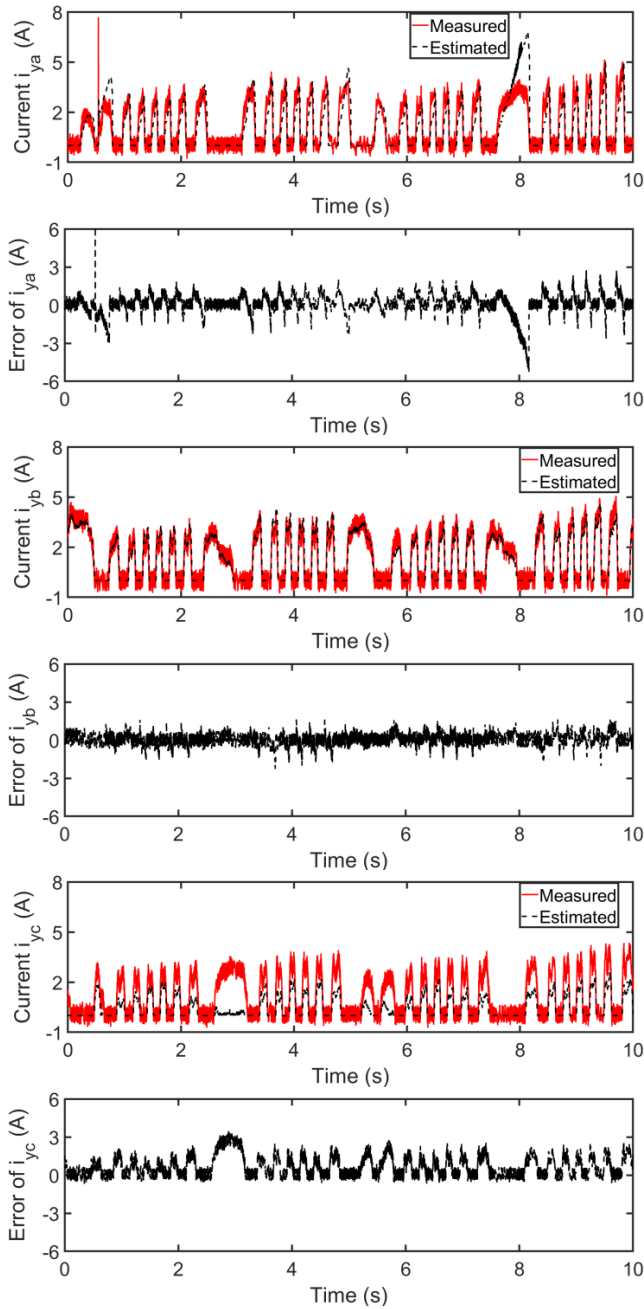 Current i_ya (A)
8
5
2
-1
Measured
Estimated
0 2 4 6 8 10
Time (s)
Error of i_ya (A)
6
3
0
-3
-6
0 2 4 6 8 10
Time (s)
Current i_yb (A)
8
5
2
-1
Measured
Estimated
0 2 4 6 8 10
Time (s)
Error of i_yb (A)
6
3
0
-3
-6
0 2 4 6 8 10
Time (s)
Current i_yc (A)
8
5
2
-1
Measured
Estimated
0 2 4 6 8 10
Time (s)
Error of i_yc (A)
6
3
0
-3
-6
0 2 4 6 8 10
Time (s)